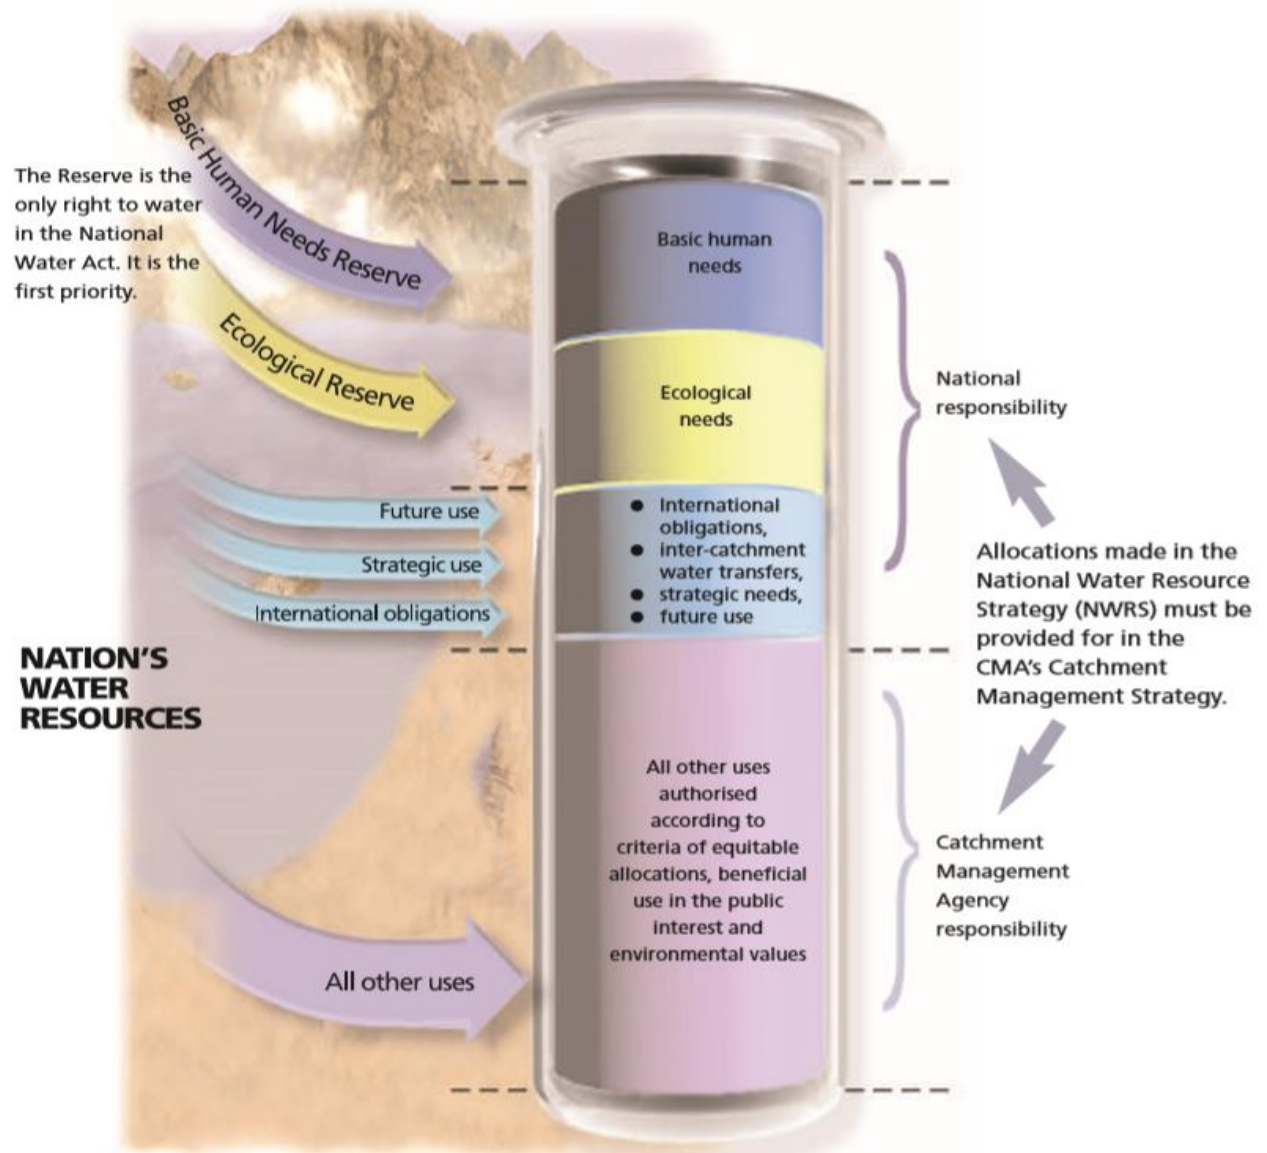 Basic Human Needs Reserve
The Reserve is the
only right to water
in the National
Water Act. It is the
first priority.
Ecological Reserve
Future use
Strategic use
International obligations
NATION'S
WATER
RESOURCES
All other uses
Basic human
needs
Ecological
needs
● International
obligations,
● inter-catchment
water transfers,
● strategic needs,
● future use
All other uses
authorised
according to
criteria of equitable
allocations, beneficial
use in the public
interest and
environmental values
National
responsibility
Allocations made in the
National Water Resource
Strategy (NWRS) must be
provided for in the
CMA's Catchment
Management Strategy.
Catchment
Management
Agency
responsibility